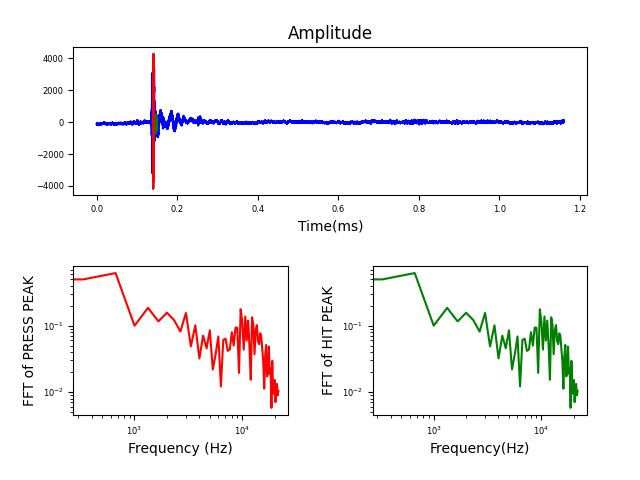 Amplitude
4000
2000
0
−2000
−4000
0.0 0.2 0.4 0.6 0.8 1.0 1.2
Time(ms)
FFT of PRESS PEAK
10⁻¹
10⁻²
10³ 10⁴
Frequency (Hz)
FFT of HIT PEAK
10⁻¹
10⁻²
10³ 10⁴
Frequency(Hz)